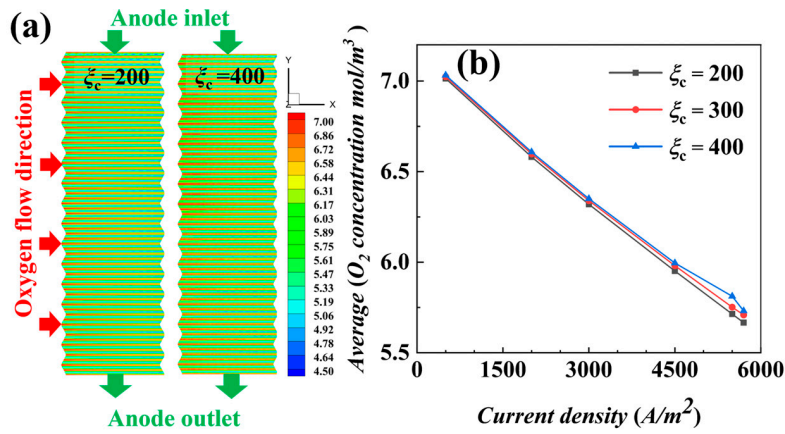 (a)
Anode inlet
ξc=200
ξc=400
Oxygen flow direction
Anode outlet
Y
Z
X
7.00
6.86
6.72
6.58
6.44
6.31
6.17
6.03
5.89
5.75
5.61
5.47
5.33
5.19
5.06
4.92
4.78
4.64
4.50
(b)
Average (O2 concentration mol/m3)
7.0
6.5
6.0
5.5
0
1500
3000
4500
6000
Current density (A/m2)
ξc = 200
ξc = 300
ξc = 400